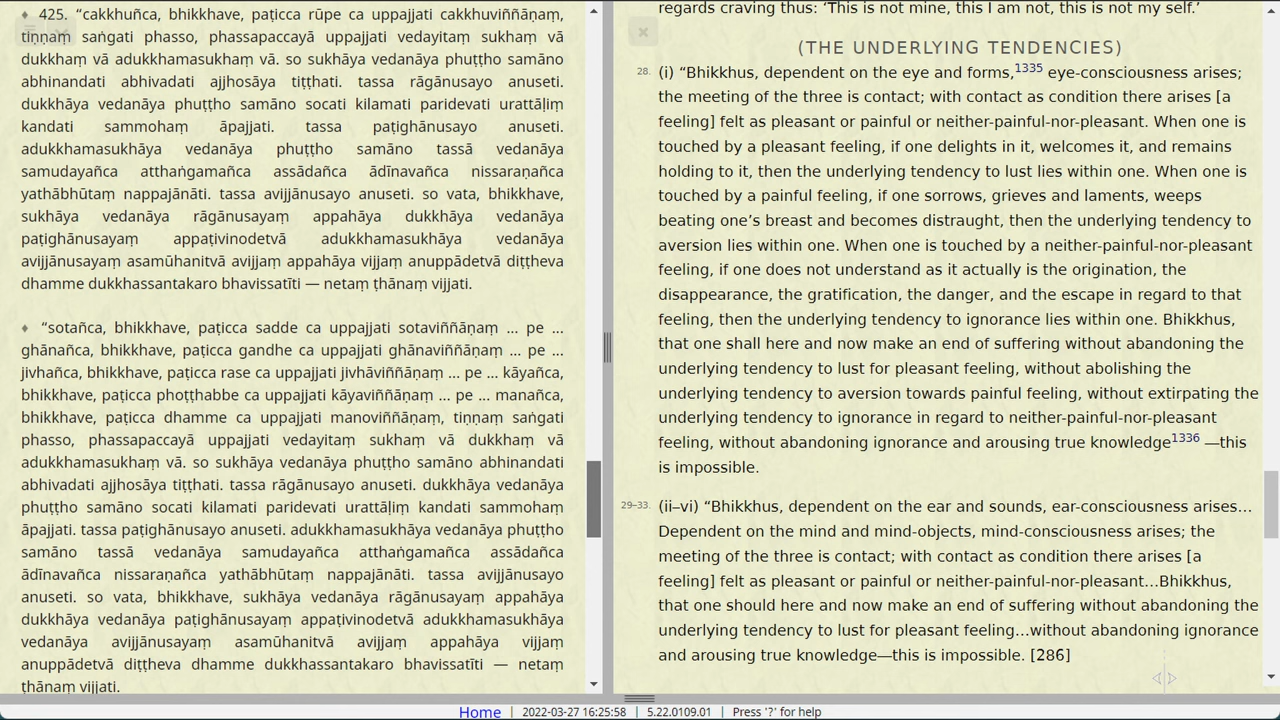 ♦ 425. “cakkhuñca, bhikkhave, paṭicca rūpe ca uppajjati cakkhuviññāṇaṃ,
tiṇṇaṃ saṅgati phasso, phassapaccayā uppajjati vedayitaṃ sukhaṃ vā
dukkhaṃ vā adukkhamasukhaṃ vā. so sukhāya vedanāya phuṭṭho samāno
abhinandati abhivadati ajjhosāya tiṭṭhati. tassa rāgānusayo anuseti.
dukkhāya vedanāya phuṭṭho samāno socati kilamati paridevati urattāḷiṃ
kandati sammohaṃ āpajjati. tassa paṭighānusayo anuseti.
adukkhamasukhāya vedanāya phuṭṭho samāno tassā vedanāya
samudayañca atthaṅgamañca assādañca ādīnavañca nissaraṇañca
yathābhūtaṃ nappajānāti. tassa avijjānusayo anuseti. so vata, bhikkhave,
sukhāya vedanāya rāgānusayaṃ appahāya dukkhāya vedanāya
paṭighānusayaṃ appaṭivinodetvā adukkhamasukhāya vedanāya
avijjānusayaṃ asamūhanitvā avijjaṃ appahāya vijjaṃ anuppādetvā diṭṭheva
dhamme dukkhassantakaro bhavissatīti — netaṃ ṭhānaṃ vijjati.
♦ “sotañca, bhikkhave, paṭicca sadde ca uppajjati sotaviññāṇaṃ ... pe ...
ghānañca, bhikkhave, paṭicca gandhe ca uppajjati ghānaviññāṇaṃ ... pe ...
jivhañca, bhikkhave, paṭicca rase ca uppajjati jivhāviññāṇaṃ ... pe ... kāyañca,
bhikkhave, paṭicca phoṭṭhabbe ca uppajjati kāyaviññāṇaṃ ... pe ... manañca,
bhikkhave, paṭicca dhamme ca uppajjati manoviññāṇaṃ, tiṇṇaṃ saṅgati
phasso, phassapaccayā uppajjati vedayitaṃ sukhaṃ vā dukkhaṃ vā
adukkhamasukhaṃ vā. so sukhāya vedanāya phuṭṭho samāno abhinandati
abhivadati ajjhosāya tiṭṭhati. tassa rāgānusayo anuseti. dukkhāya vedanāya
phuṭṭho samāno socati kilamati paridevati urattāḷiṃ kandati sammohaṃ
āpajjati. tassa paṭighānusayo anuseti. adukkhamasukhāya vedanāya phuṭṭho
samāno tassā vedanāya samudayañca atthaṅgamañca assādañca
ādīnavañca nissaraṇañca yathābhūtaṃ nappajānāti. tassa avijjānusayo
anuseti. so vata, bhikkhave, sukhāya vedanāya rāgānusayaṃ appahāya
dukkhāya vedanāya paṭighānusayaṃ appaṭivinodetvā adukkhamasukhāya
vedanāya avijjānusayaṃ asamūhanitvā avijjaṃ appahāya vijjaṃ
anuppādetvā diṭṭheva dhamme dukkhassantakaro bhavissatīti — netaṃ
ṭhānaṃ vijjati.
regards craving thus: ‘This is not mine, this I am not, this is not my self.’
(THE UNDERLYING TENDENCIES)
28. (i) “Bhikkhus, dependent on the eye and forms,1335 eye-consciousness arises;
the meeting of the three is contact; with contact as condition there arises [a
feeling] felt as pleasant or painful or neither-painful-nor-pleasant. When one is
touched by a pleasant feeling, if one delights in it, welcomes it, and remains
holding to it, then the underlying tendency to lust lies within one. When one is
touched by a painful feeling, if one sorrows, grieves and laments, weeps
beating one’s breast and becomes distraught, then the underlying tendency to
aversion lies within one. When one is touched by a neither-painful-nor-pleasant
feeling, if one does not understand as it actually is the origination, the
disappearance, the gratification, the danger, and the escape in regard to that
feeling, then the underlying tendency to ignorance lies within one. Bhikkhus,
that one shall here and now make an end of suffering without abandoning the
underlying tendency to lust for pleasant feeling, without abolishing the
underlying tendency to aversion towards painful feeling, without extirpating the
underlying tendency to ignorance in regard to neither-painful-nor-pleasant
feeling, without abandoning ignorance and arousing true knowledge1336 —this
is impossible.
29–33. (ii–vi) “Bhikkhus, dependent on the ear and sounds, ear-consciousness arises…
Dependent on the mind and mind-objects, mind-consciousness arises; the
meeting of the three is contact; with contact as condition there arises [a
feeling] felt as pleasant or painful or neither-painful-nor-pleasant…Bhikkhus,
that one should here and now make an end of suffering without abandoning the
underlying tendency to lust for pleasant feeling…without abandoning ignorance
and arousing true knowledge—this is impossible. [286]
Home | 2022-03-27 16:25:58 | 5.22.0109.01 | Press '?' for help